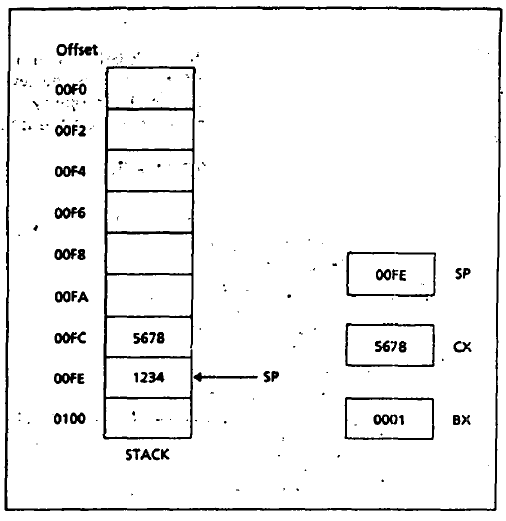 Offset
00F0
00F2
00F4
00F6
00F8
00FA
00FC 5678
00FE 1234 SP
0100
STACK
00FE SP
5678 CX
0001 BX